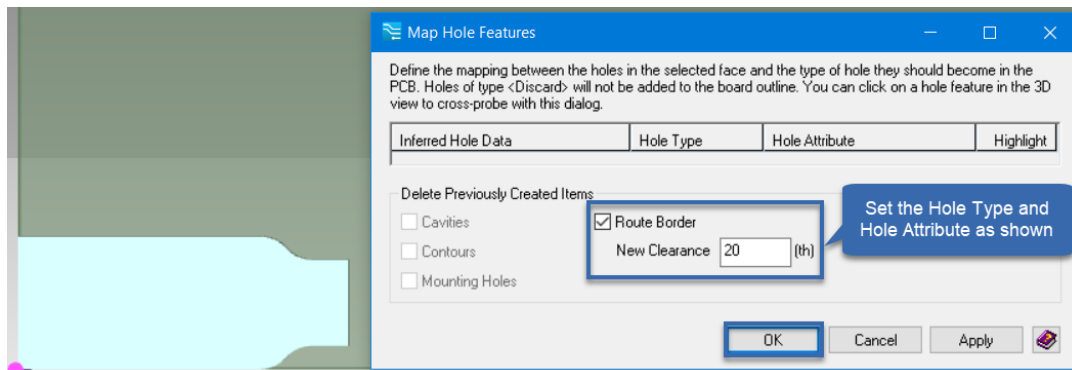 Map Hole Features
Define the mapping between the holes in the selected face and the type of hole they should become in the
PCB. Holes of type <Discard> will not be added to the board outline. You can click on a hole feature in the 3D
view to cross-probe with this dialog.
Inferred Hole Data Hole Type Hole Attribute Highlight
Delete Previously Created Items
Cavities
Route Border
Contours
New Clearance 20 (th)
Mounting Holes
Set the Hole Type and
Hole Attribute as shown
OK Cancel Apply